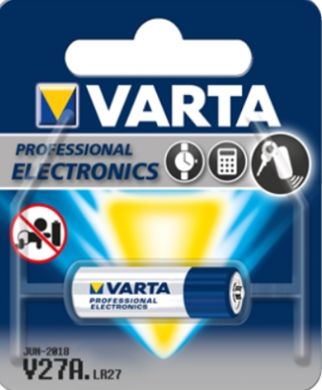 VARTA
PROFESSIONAL
ELECTRONICS
VARTA
PROFESSIONAL
ELECTRONICS
JUN-2018
V27A. LR27